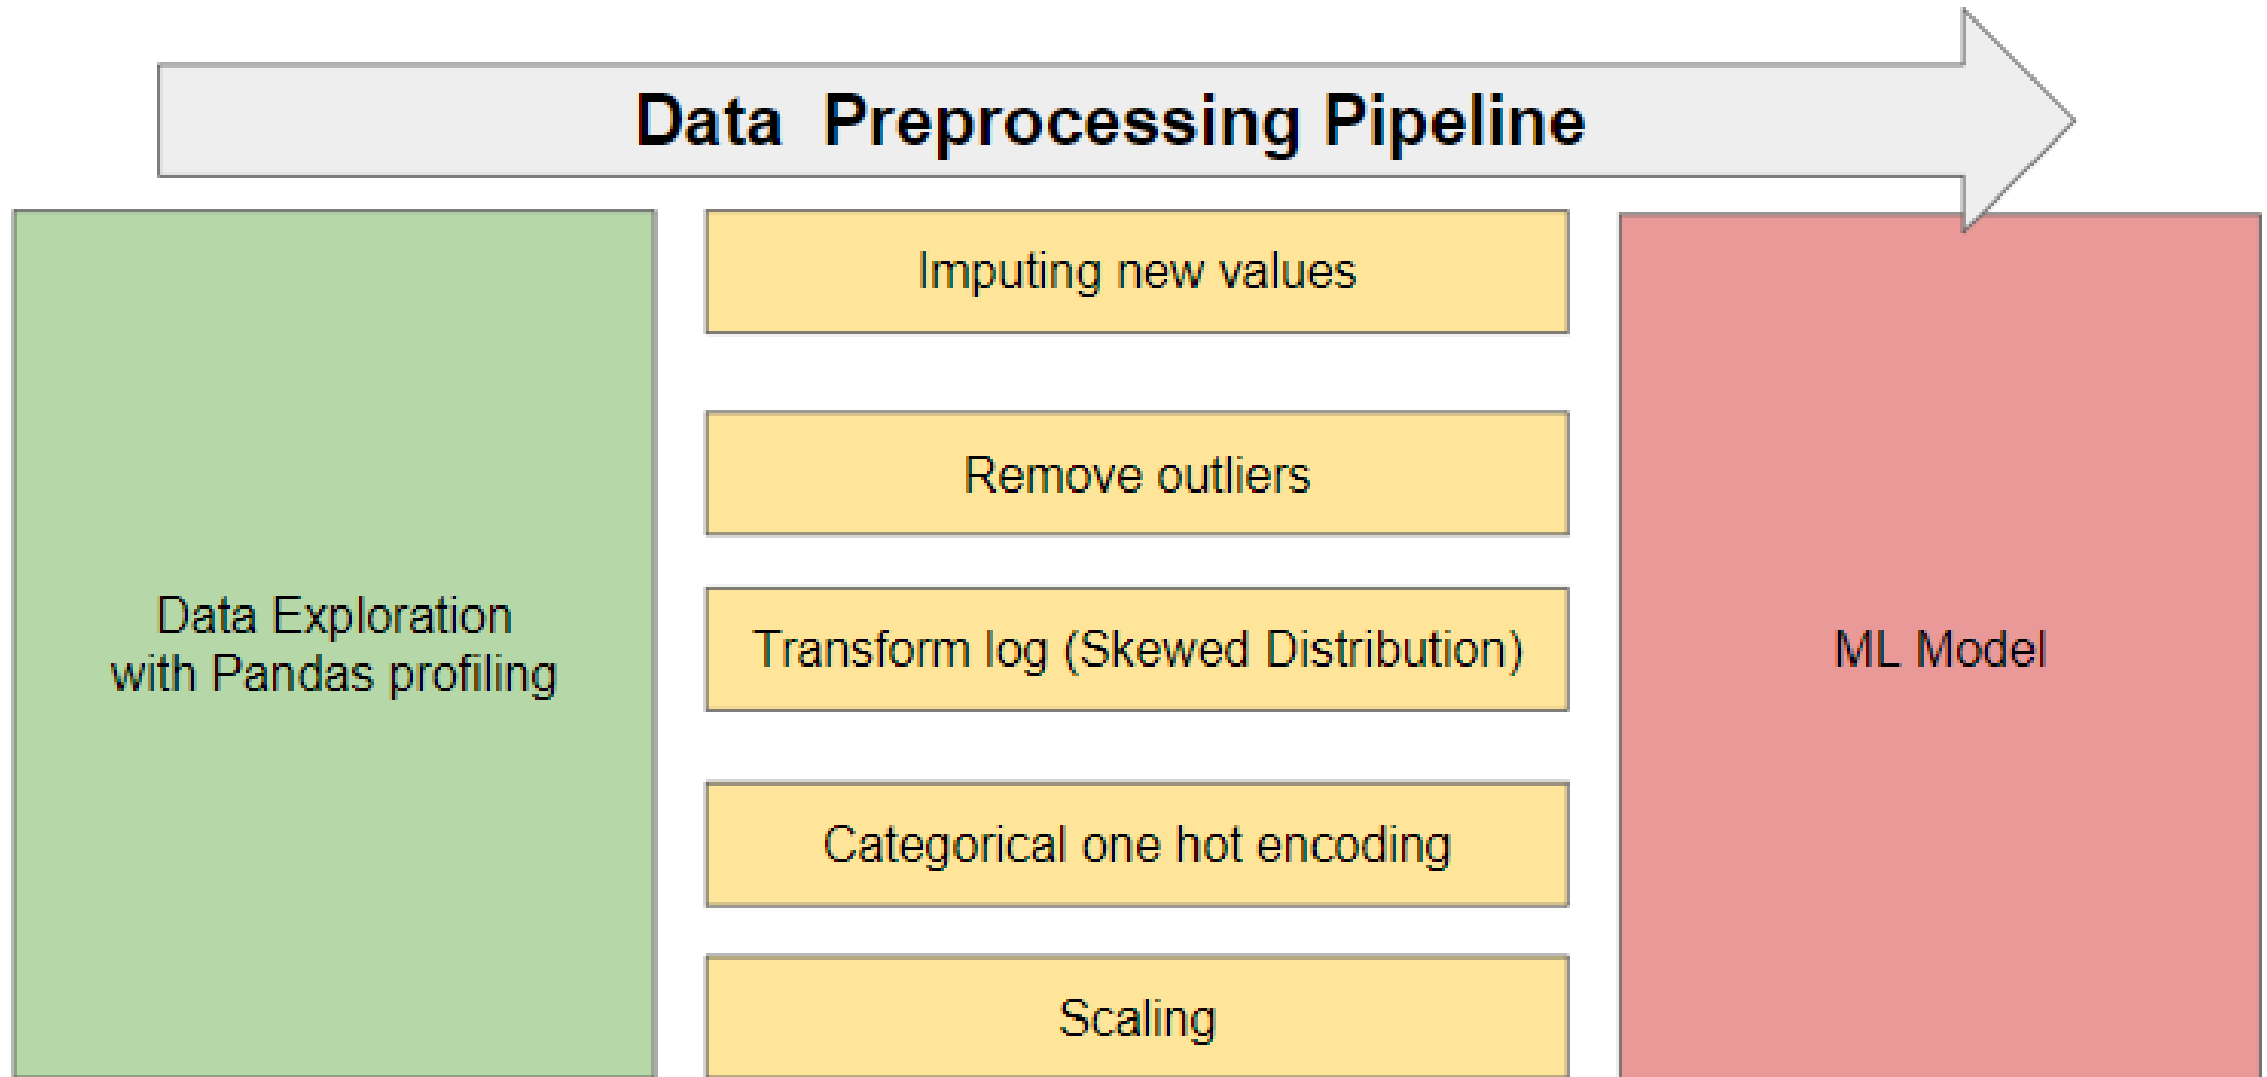 Data Preprocessing Pipeline
Data Exploration
with Pandas profiling
Imputing new values
Remove outliers
Transform log (Skewed Distribution)
Categorical one hot encoding
Scaling
ML Model